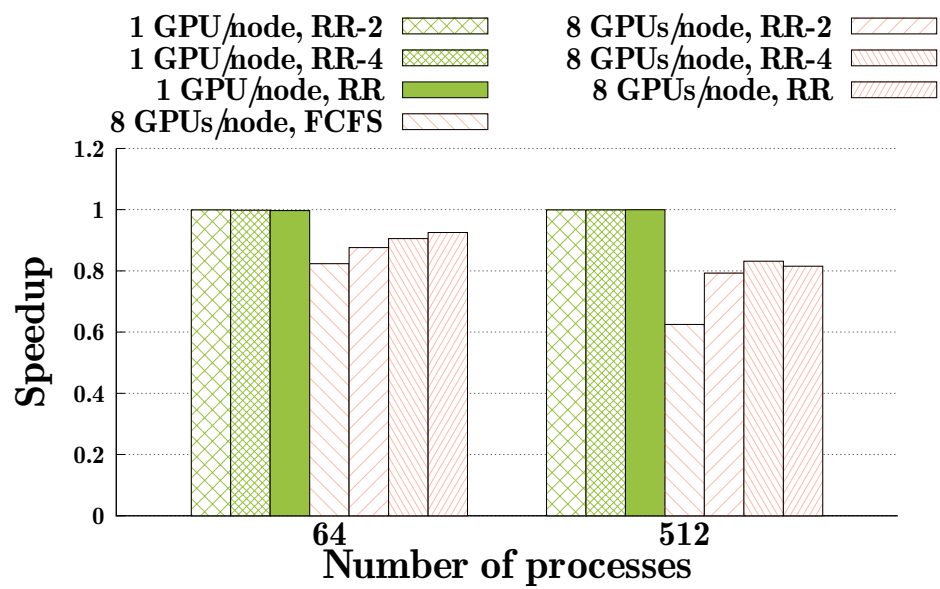 1 GPU/node, RR-2
1 GPU/node, RR-4
1 GPU/node, RR
8 GPUs/node, FCFS
8 GPUs/node, RR-2
8 GPUs/node, RR-4
8 GPUs/node, RR
1.2
1
0.8
0.6
0.4
0.2
0
Speedup
64 512
Number of processes